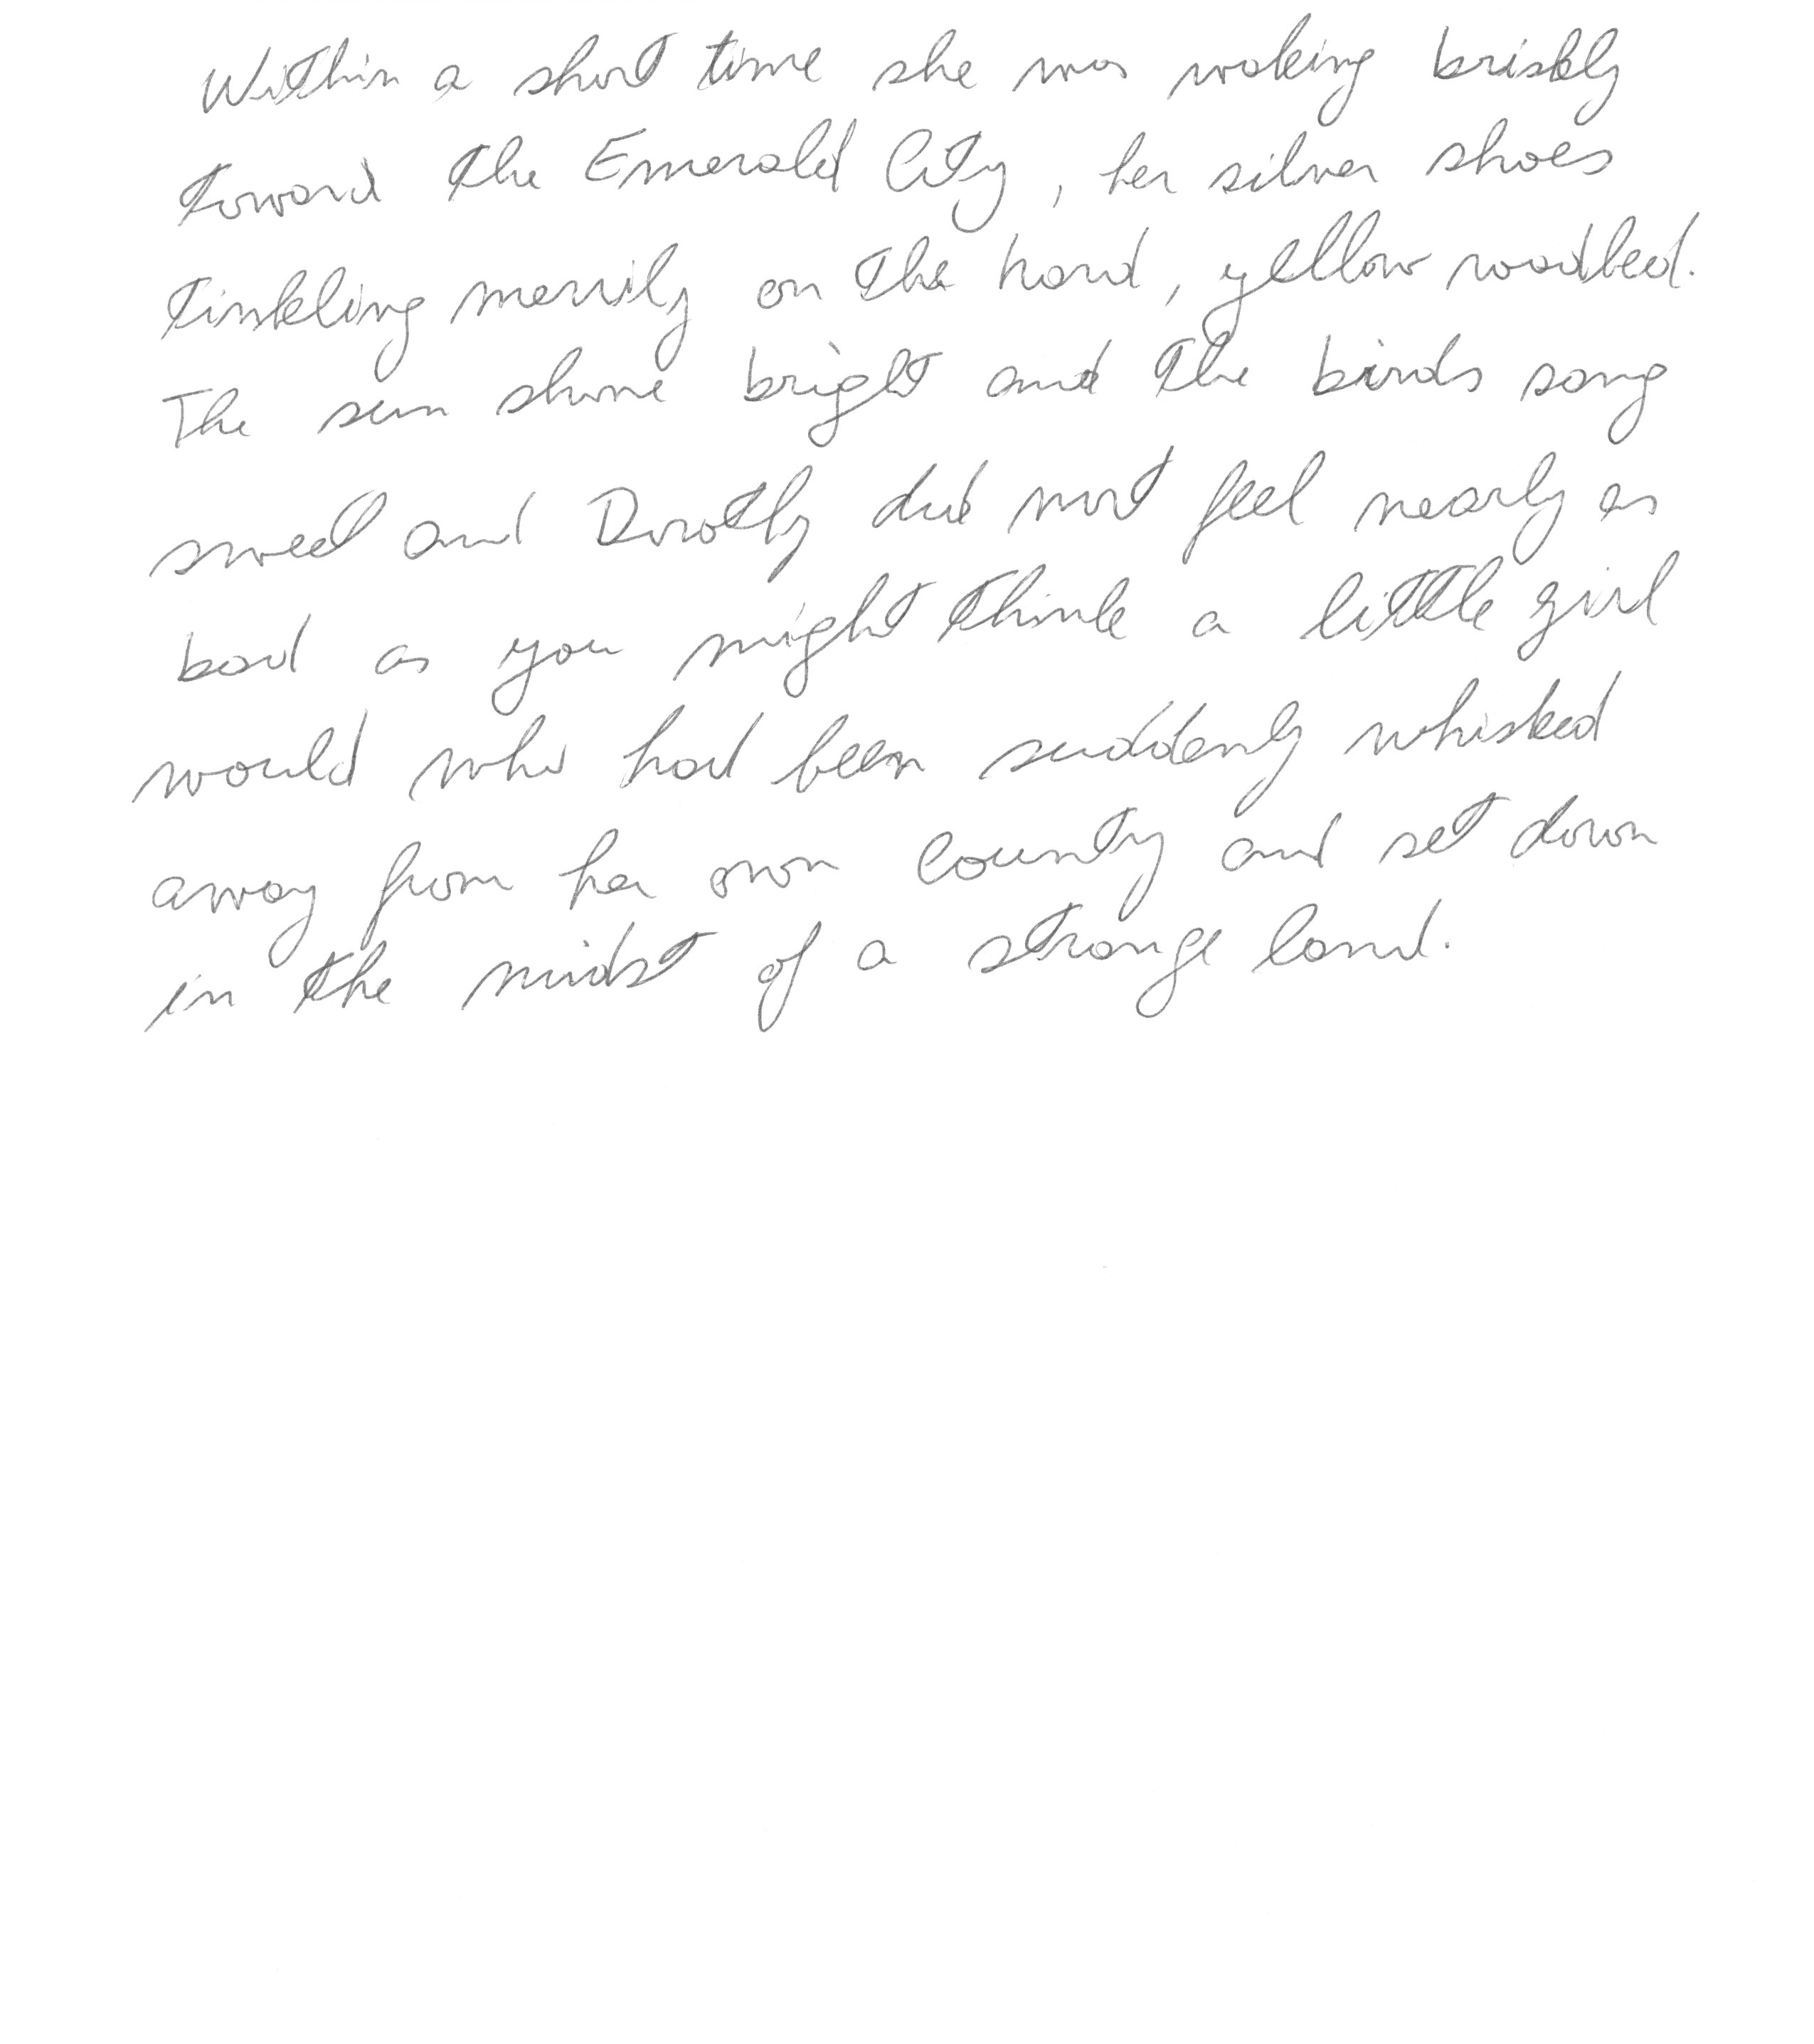 Within a short time she was waking briskly
toward the Emerald City, her silver shoes
tinkling merrily on the hard, yellow roadbed.
The sun shone bright and the birds sang
sweet and Dorothy did not feel nearly as
bad as you might think a little girl
would who had been suddenly whisked
away from her own county and set down
in the midst of a strange land.